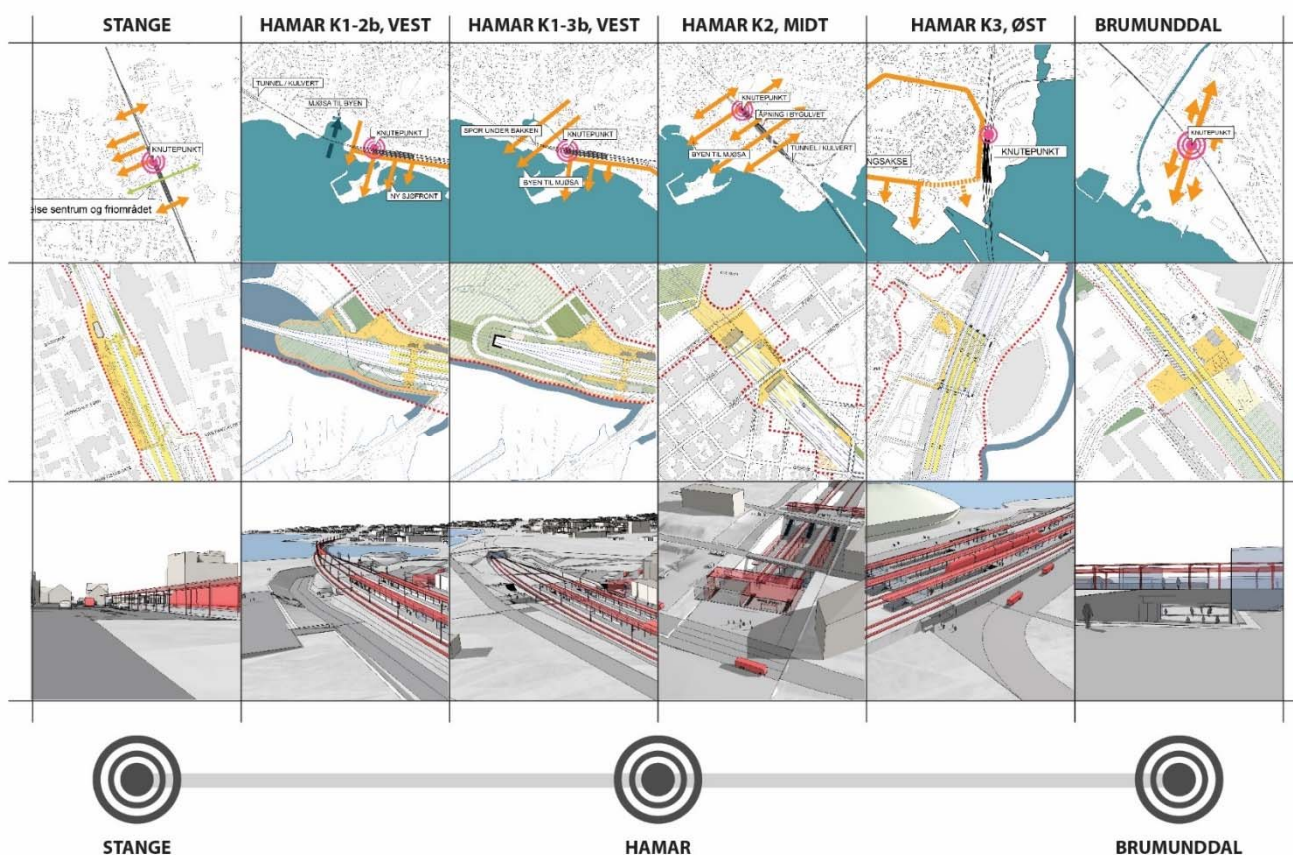 STANGE
HAMAR K1-2b, VEST
HAMAR K1-3b, VEST
HAMAR K2, MIDT
HAMAR K3, ØST
BRUMUNDDAL
KNUTEPUNKT
else sentrum og friområdet
TUNNEL / KULVERT
MJØSA TIL BYEN
KNUTEPUNKT
NY SJØFRONT
SPOR UNDER BAKKEN
KNUTEPUNKT
BYEN TIL MJØSA
KNUTEPUNKT
ÅPNING I BYGULVET
BYEN TIL MJØSA
TUNNEL / KULVERT
NGSAKSE
KNUTEPUNKT
KNUTEPUNKT
STANGE
HAMAR
BRUMUNDDAL